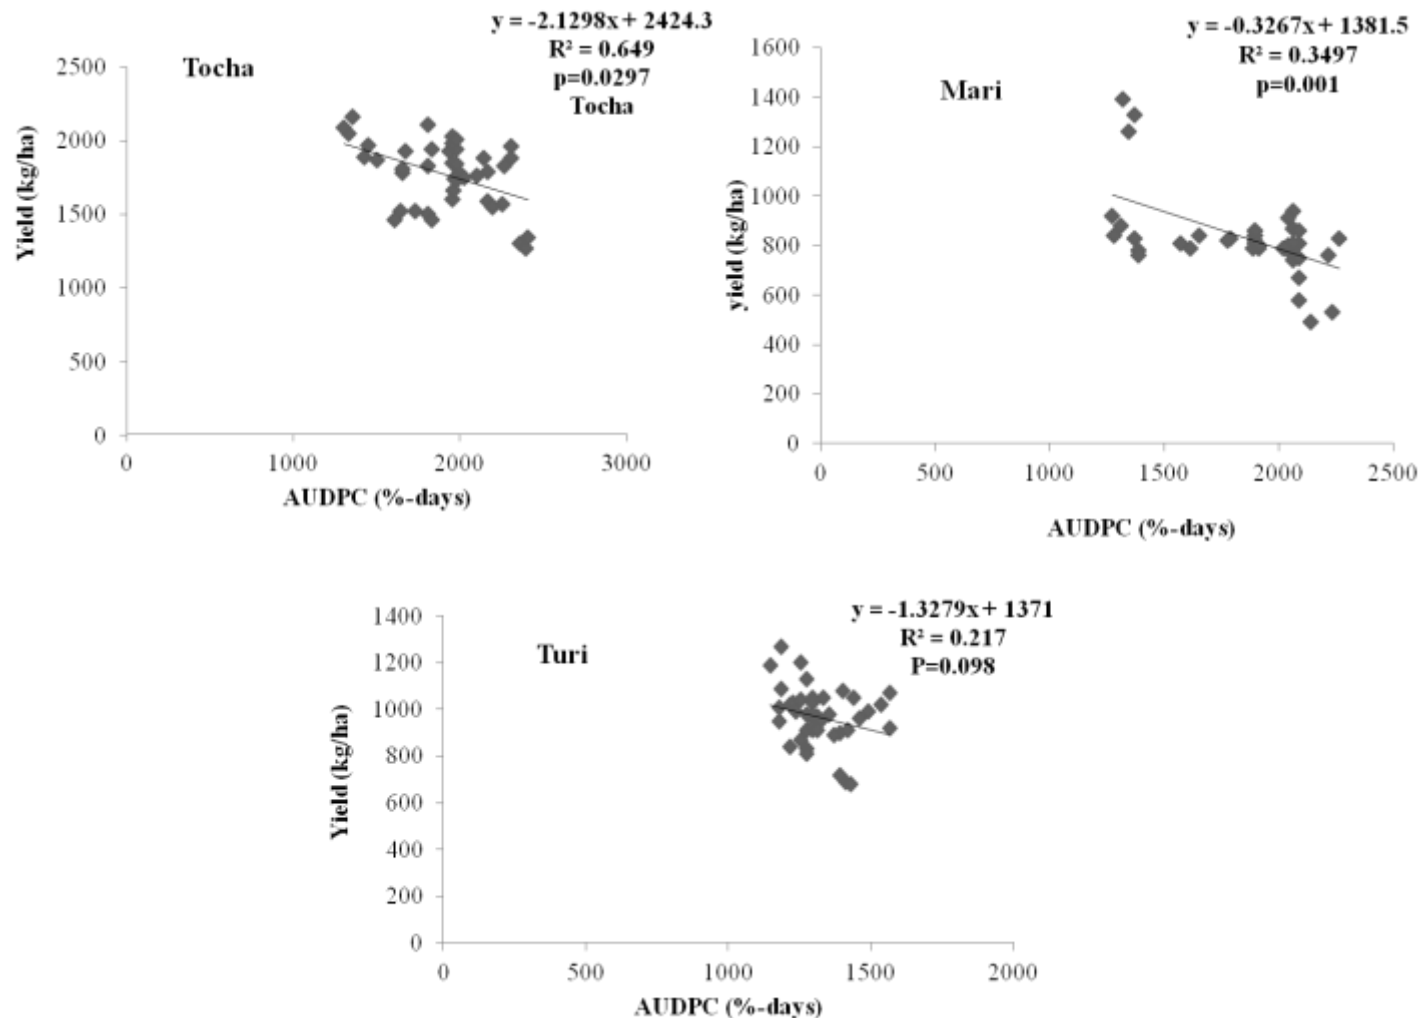 y = -2.1298x + 2424.3
R² = 0.649
p=0.0297
Tocha
Tocha
2500
2000
1500
1000
500
0
Yield (kg/ha)
0 1000 2000 3000
AUDPC (%-days)
y = -0.3267x + 1381.5
R² = 0.3497
p=0.001
Mari
1600
1400
1200
1000
800
600
400
200
0
yield (kg/ha)
0 500 1000 1500 2000 2500
AUDPC (%-days)
y = -1.3279x + 1371
R² = 0.217
P=0.098
Turi
1400
1200
1000
800
600
400
200
0
Yield (kg/ha)
0 500 1000 1500 2000
AUDPC (%-days)